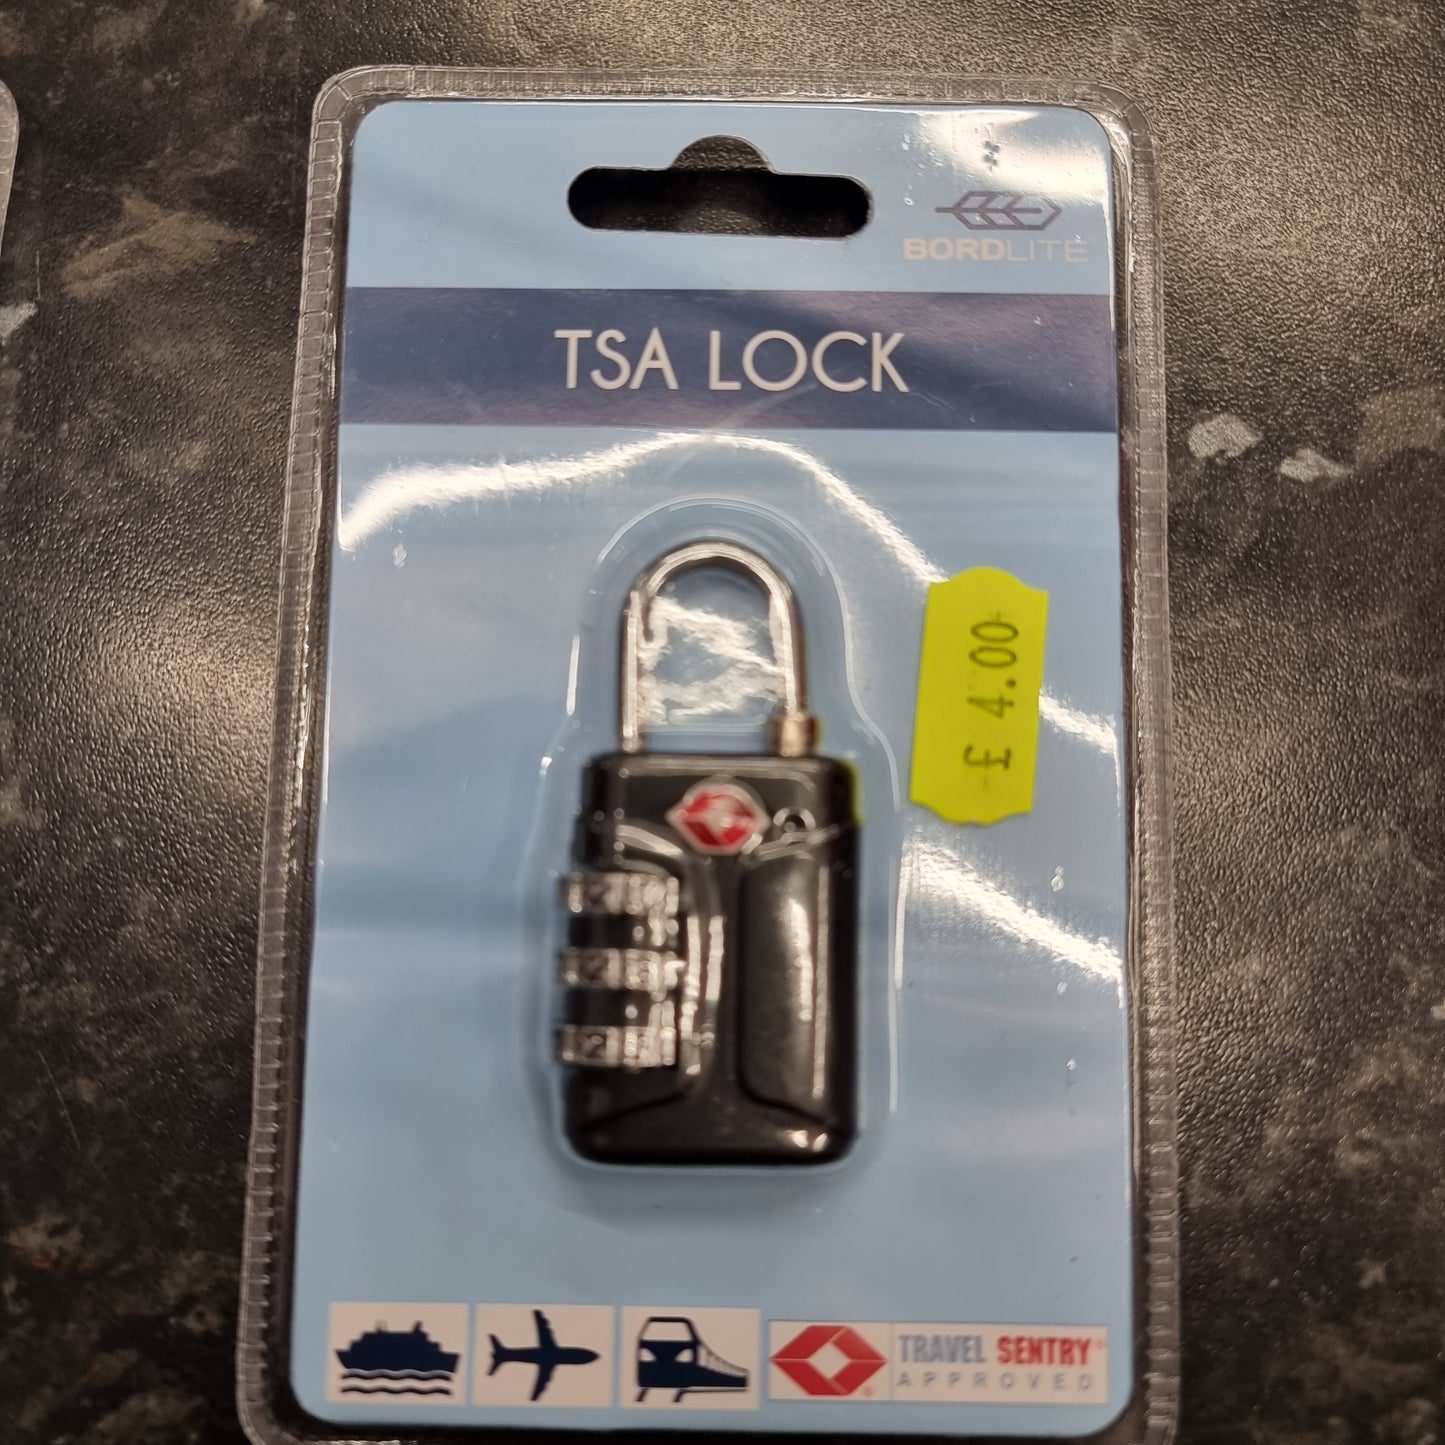 BORDLITE
TSA LOCK
£ 4.00
TRAVEL SENTRY®
APPROVED